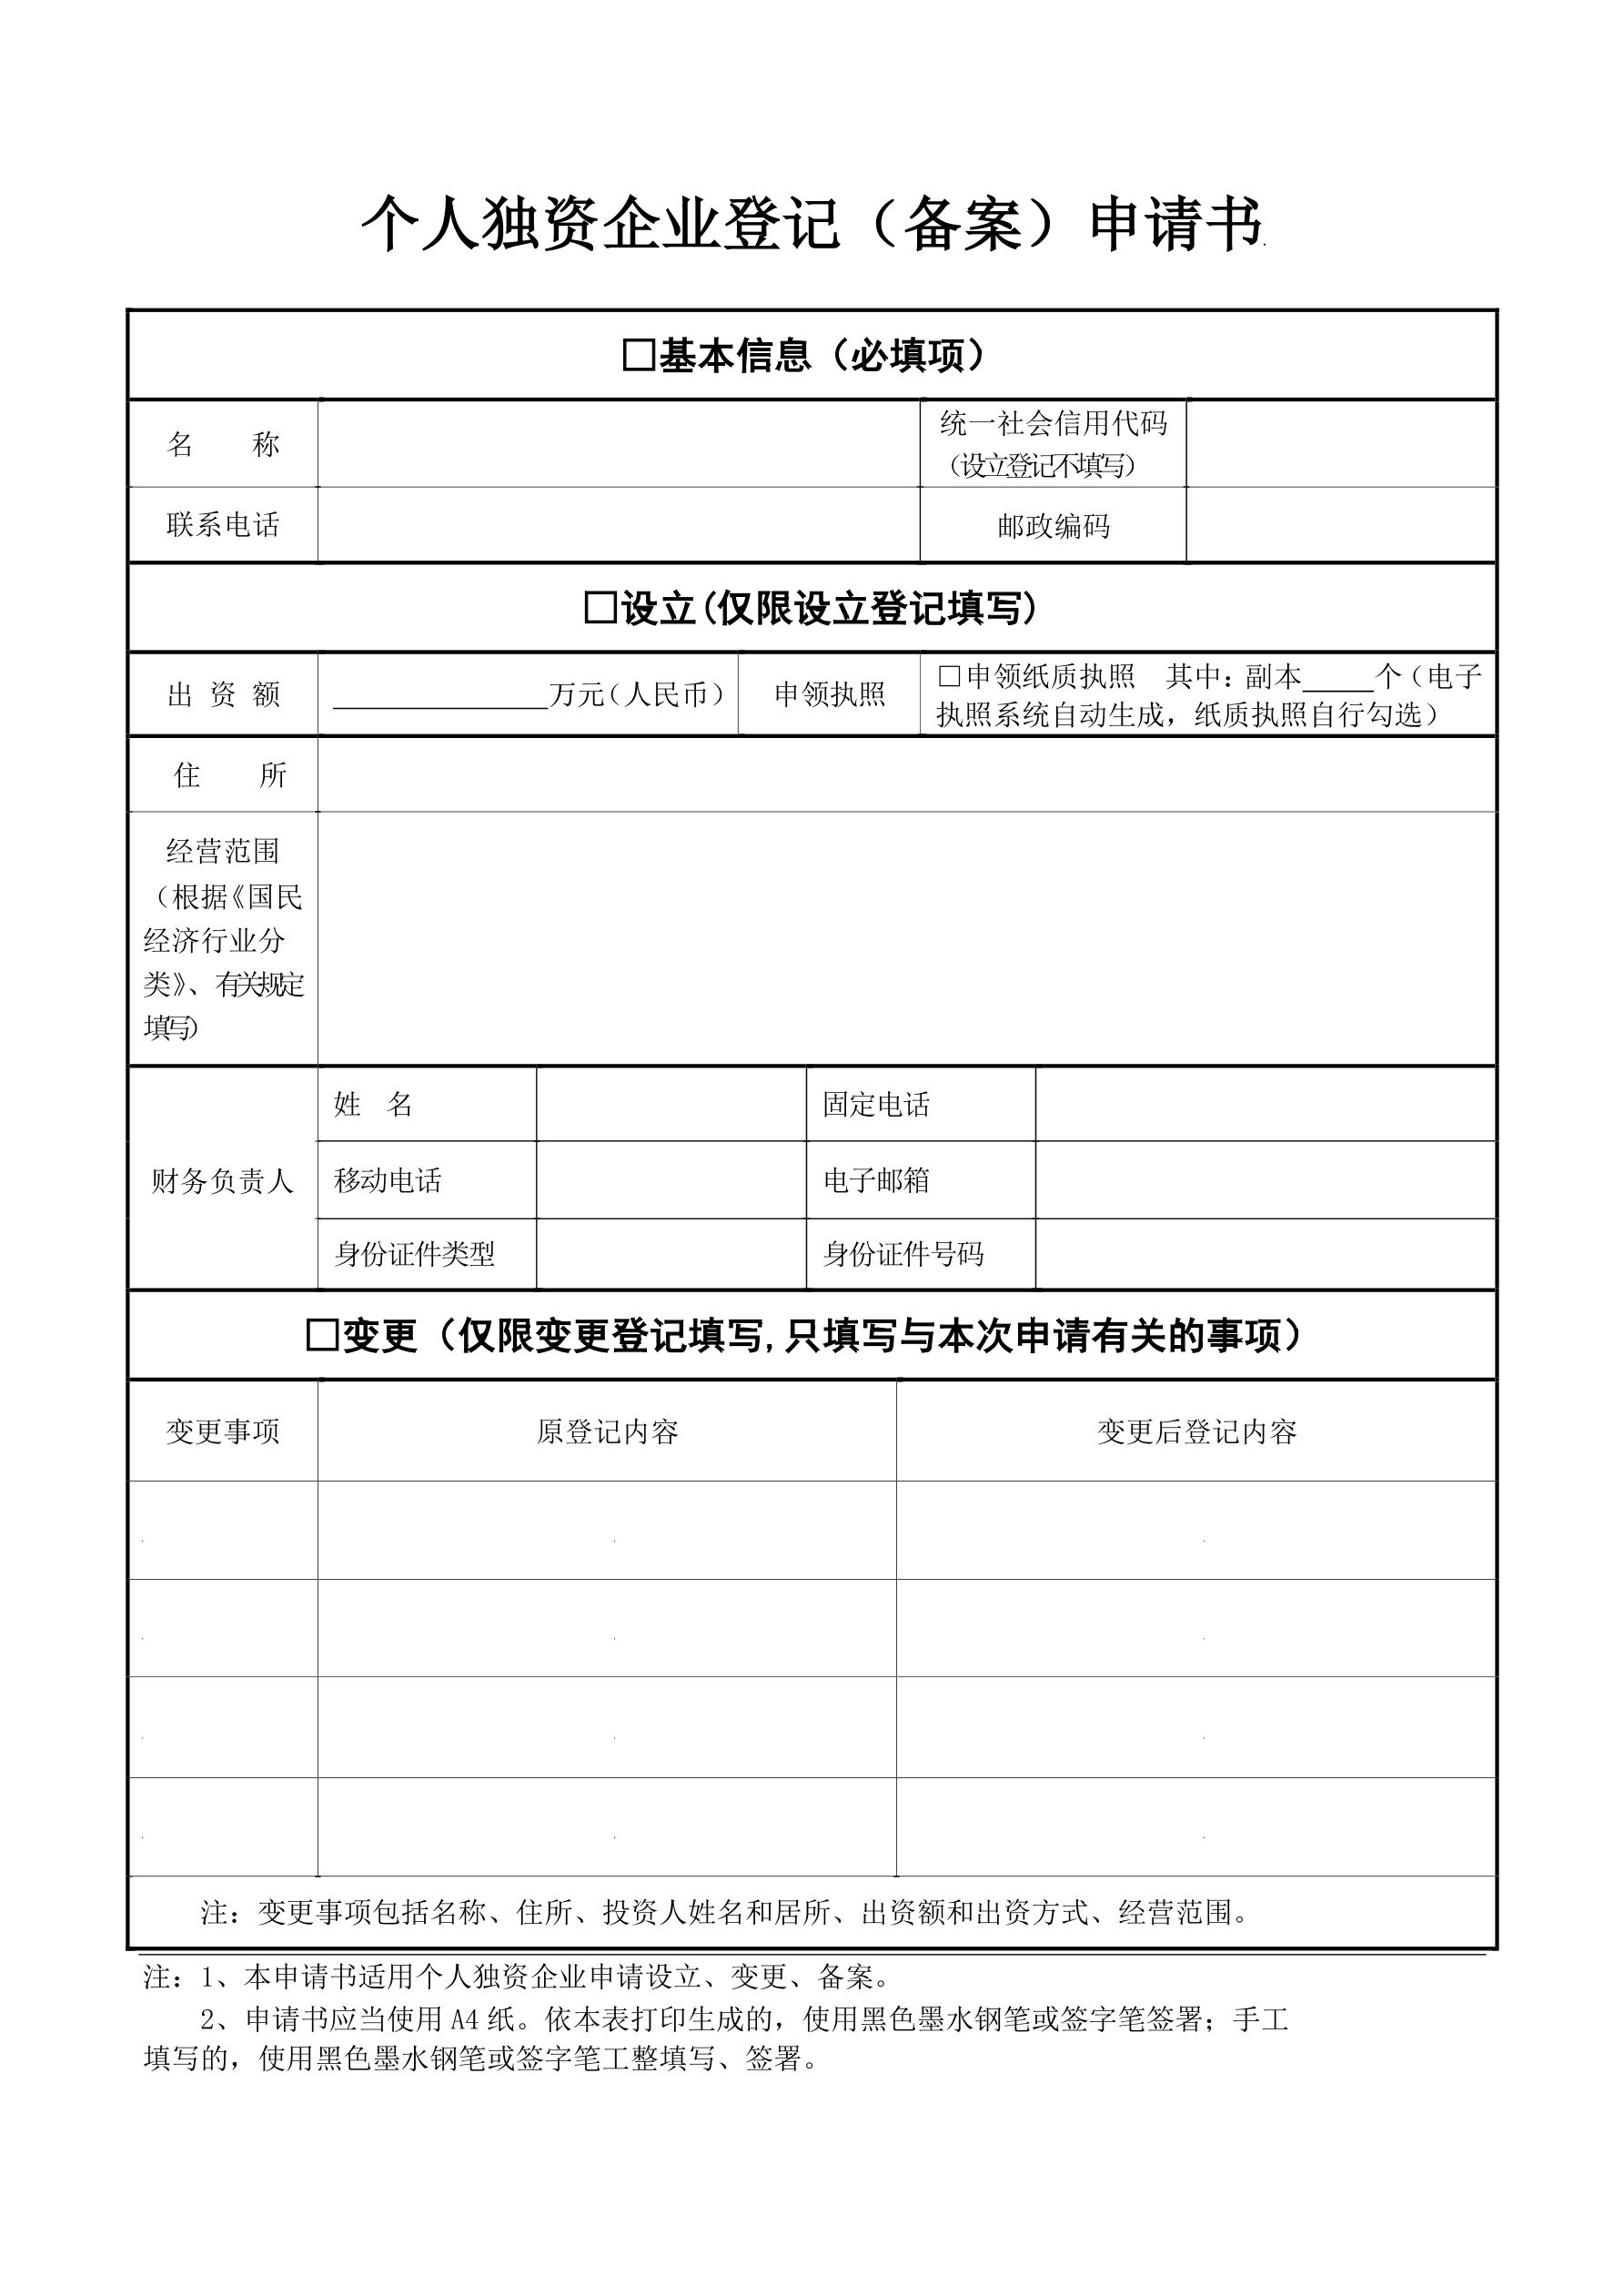 个人独资企业登记（备案）申请书
□基本信息（必填项）
名　　称
统一社会信用代码
（设立登记不填写）
联系电话
邮政编码
□设立(仅限设立登记填写)
出 资 额
_______________万元（人民币）
申领执照
□申领纸质执照　其中：副本_____个（电子
执照系统自动生成，纸质执照自行勾选）
住　　所
经营范围
（根据《国民
经济行业分
类》、有关规定
填写）
财务负责人
姓　名
固定电话
移动电话
电子邮箱
身份证件类型
身份证件号码
□变更（仅限变更登记填写，只填写与本次申请有关的事项）
变更事项
原登记内容
变更后登记内容
注：变更事项包括名称、住所、投资人姓名和居所、出资额和出资方式、经营范围。
注：1、本申请书适用个人独资企业申请设立、变更、备案。
2、申请书应当使用 A4 纸。依本表打印生成的，使用黑色墨水钢笔或签字笔签署；手工
填写的，使用黑色墨水钢笔或签字笔工整填写、签署。